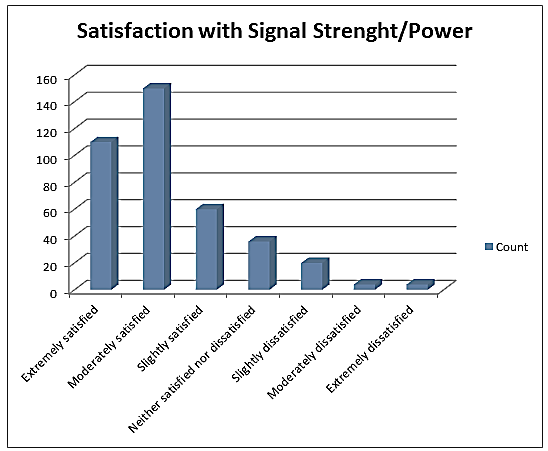 Satisfaction with Signal Strenght/Power
160
140
120
100
80
60
40
20
0
Count
Extremely satisfied
Moderately satisfied
Slightly satisfied
Neither satisfied nor dissatisfied
Slightly dissatisfied
Moderately dissatisfied
Extremely dissatisfied